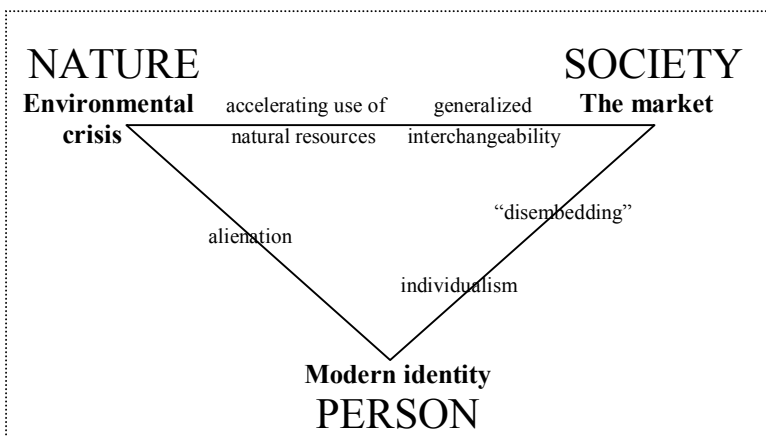 NATURE
SOCIETY
Environmental crisis
accelerating use of natural resources
generalized interchangeability
The market
“disembedding”
alienation
individualism
Modern identity
PERSON